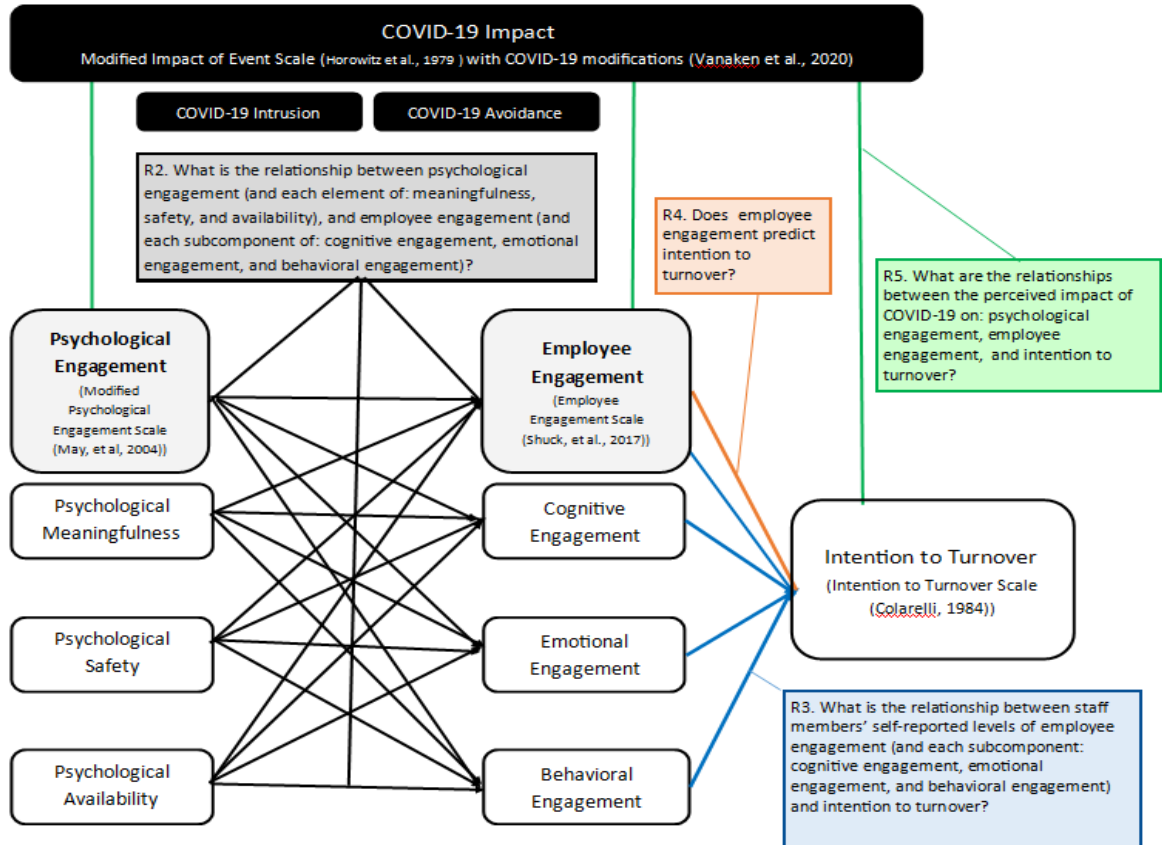 COVID-19 Impact
Modified Impact of Event Scale (Horowitz et al., 1979 ) with COVID-19 modifications (Vanaken et al., 2020)
COVID-19 Intrusion
COVID-19 Avoidance
R2. What is the relationship between psychological
engagement (and each element of: meaningfulness,
safety, and availability), and employee engagement (and
each subcomponent of: cognitive engagement, emotional
engagement, and behavioral engagement)?
R4. Does employee
engagement predict
intention to
turnover?
R5. What are the relationships
between the perceived impact of
COVID-19 on: psychological
engagement, employee
engagement, and intention to
turnover?
Psychological
Engagement
(Modified
Psychological
Engagement Scale
(May, et al, 2004))
Employee
Engagement
(Employee
Engagement Scale
(Shuck, et al., 2017))
Psychological
Meaningfulness
Cognitive
Engagement
Intention to Turnover
(Intention to Turnover Scale
(Colarelli, 1984))
Psychological
Safety
Emotional
Engagement
R3. What is the relationship between staff
members’ self-reported levels of employee
engagement (and each subcomponent:
cognitive engagement, emotional
engagement, and behavioral engagement)
and intention to turnover?
Psychological
Availability
Behavioral
Engagement